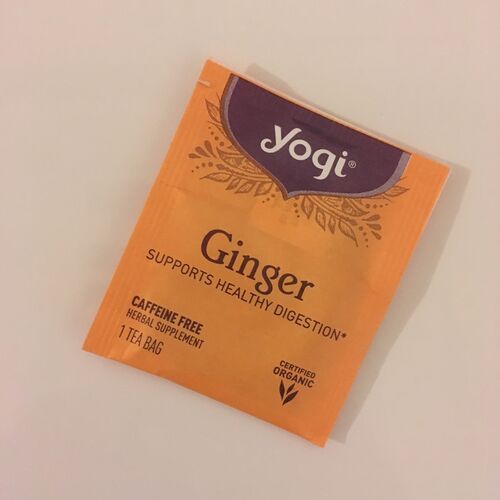 yogi®
Ginger
SUPPORTS HEALTHY DIGESTION*
CAFFEINE FREE
HERBAL SUPPLEMENT
1 TEA BAG
CERTIFIED
ORGANIC